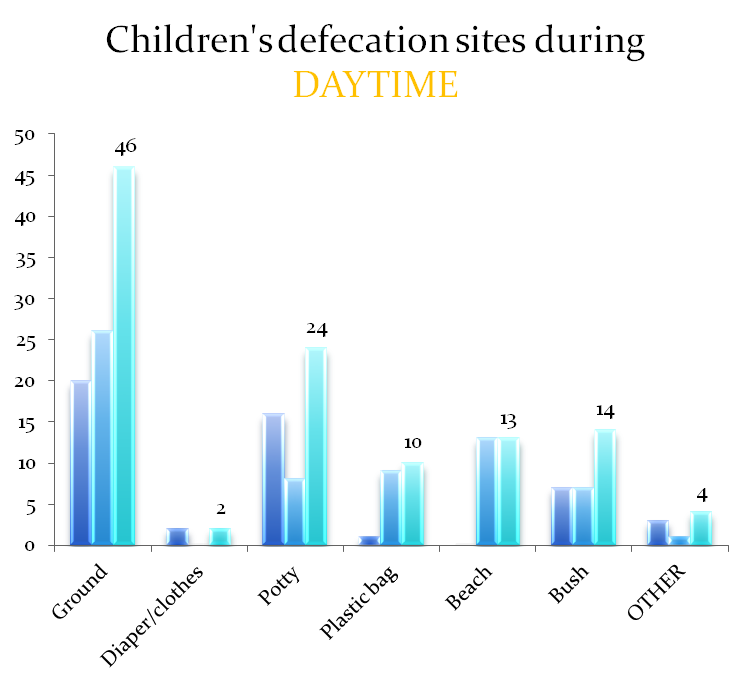 Children's defecation sites during
DAYTIME
50
45
40
35
30
25
20
15
10
5
0
46
2
24
10
13
14
4
Ground
Diaper/clothes
Potty
Plastic bag
Beach
Bush
OTHER